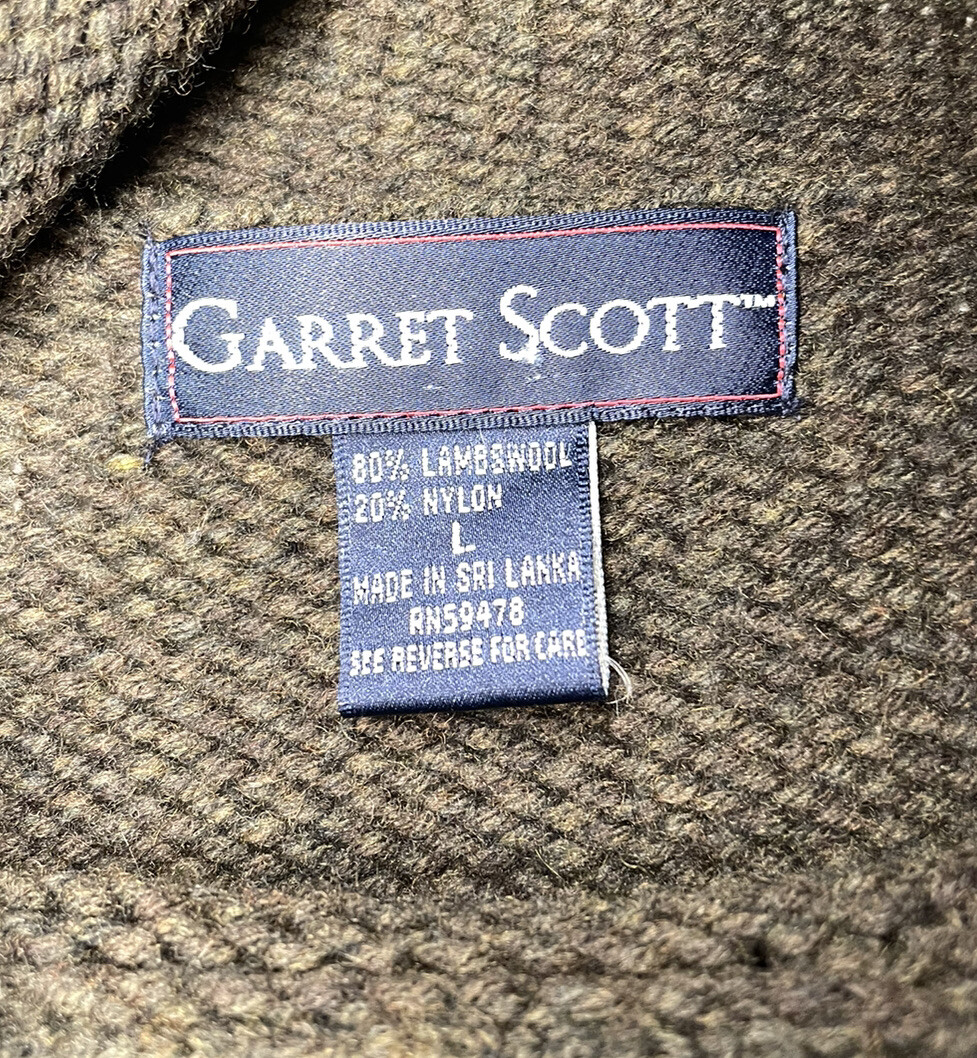 GARRET SCOTT™
80% LAMBSWOOL
20% NYLON
L
MADE IN SRI LANKA
RN59478
SEE REVERSE FOR CARE